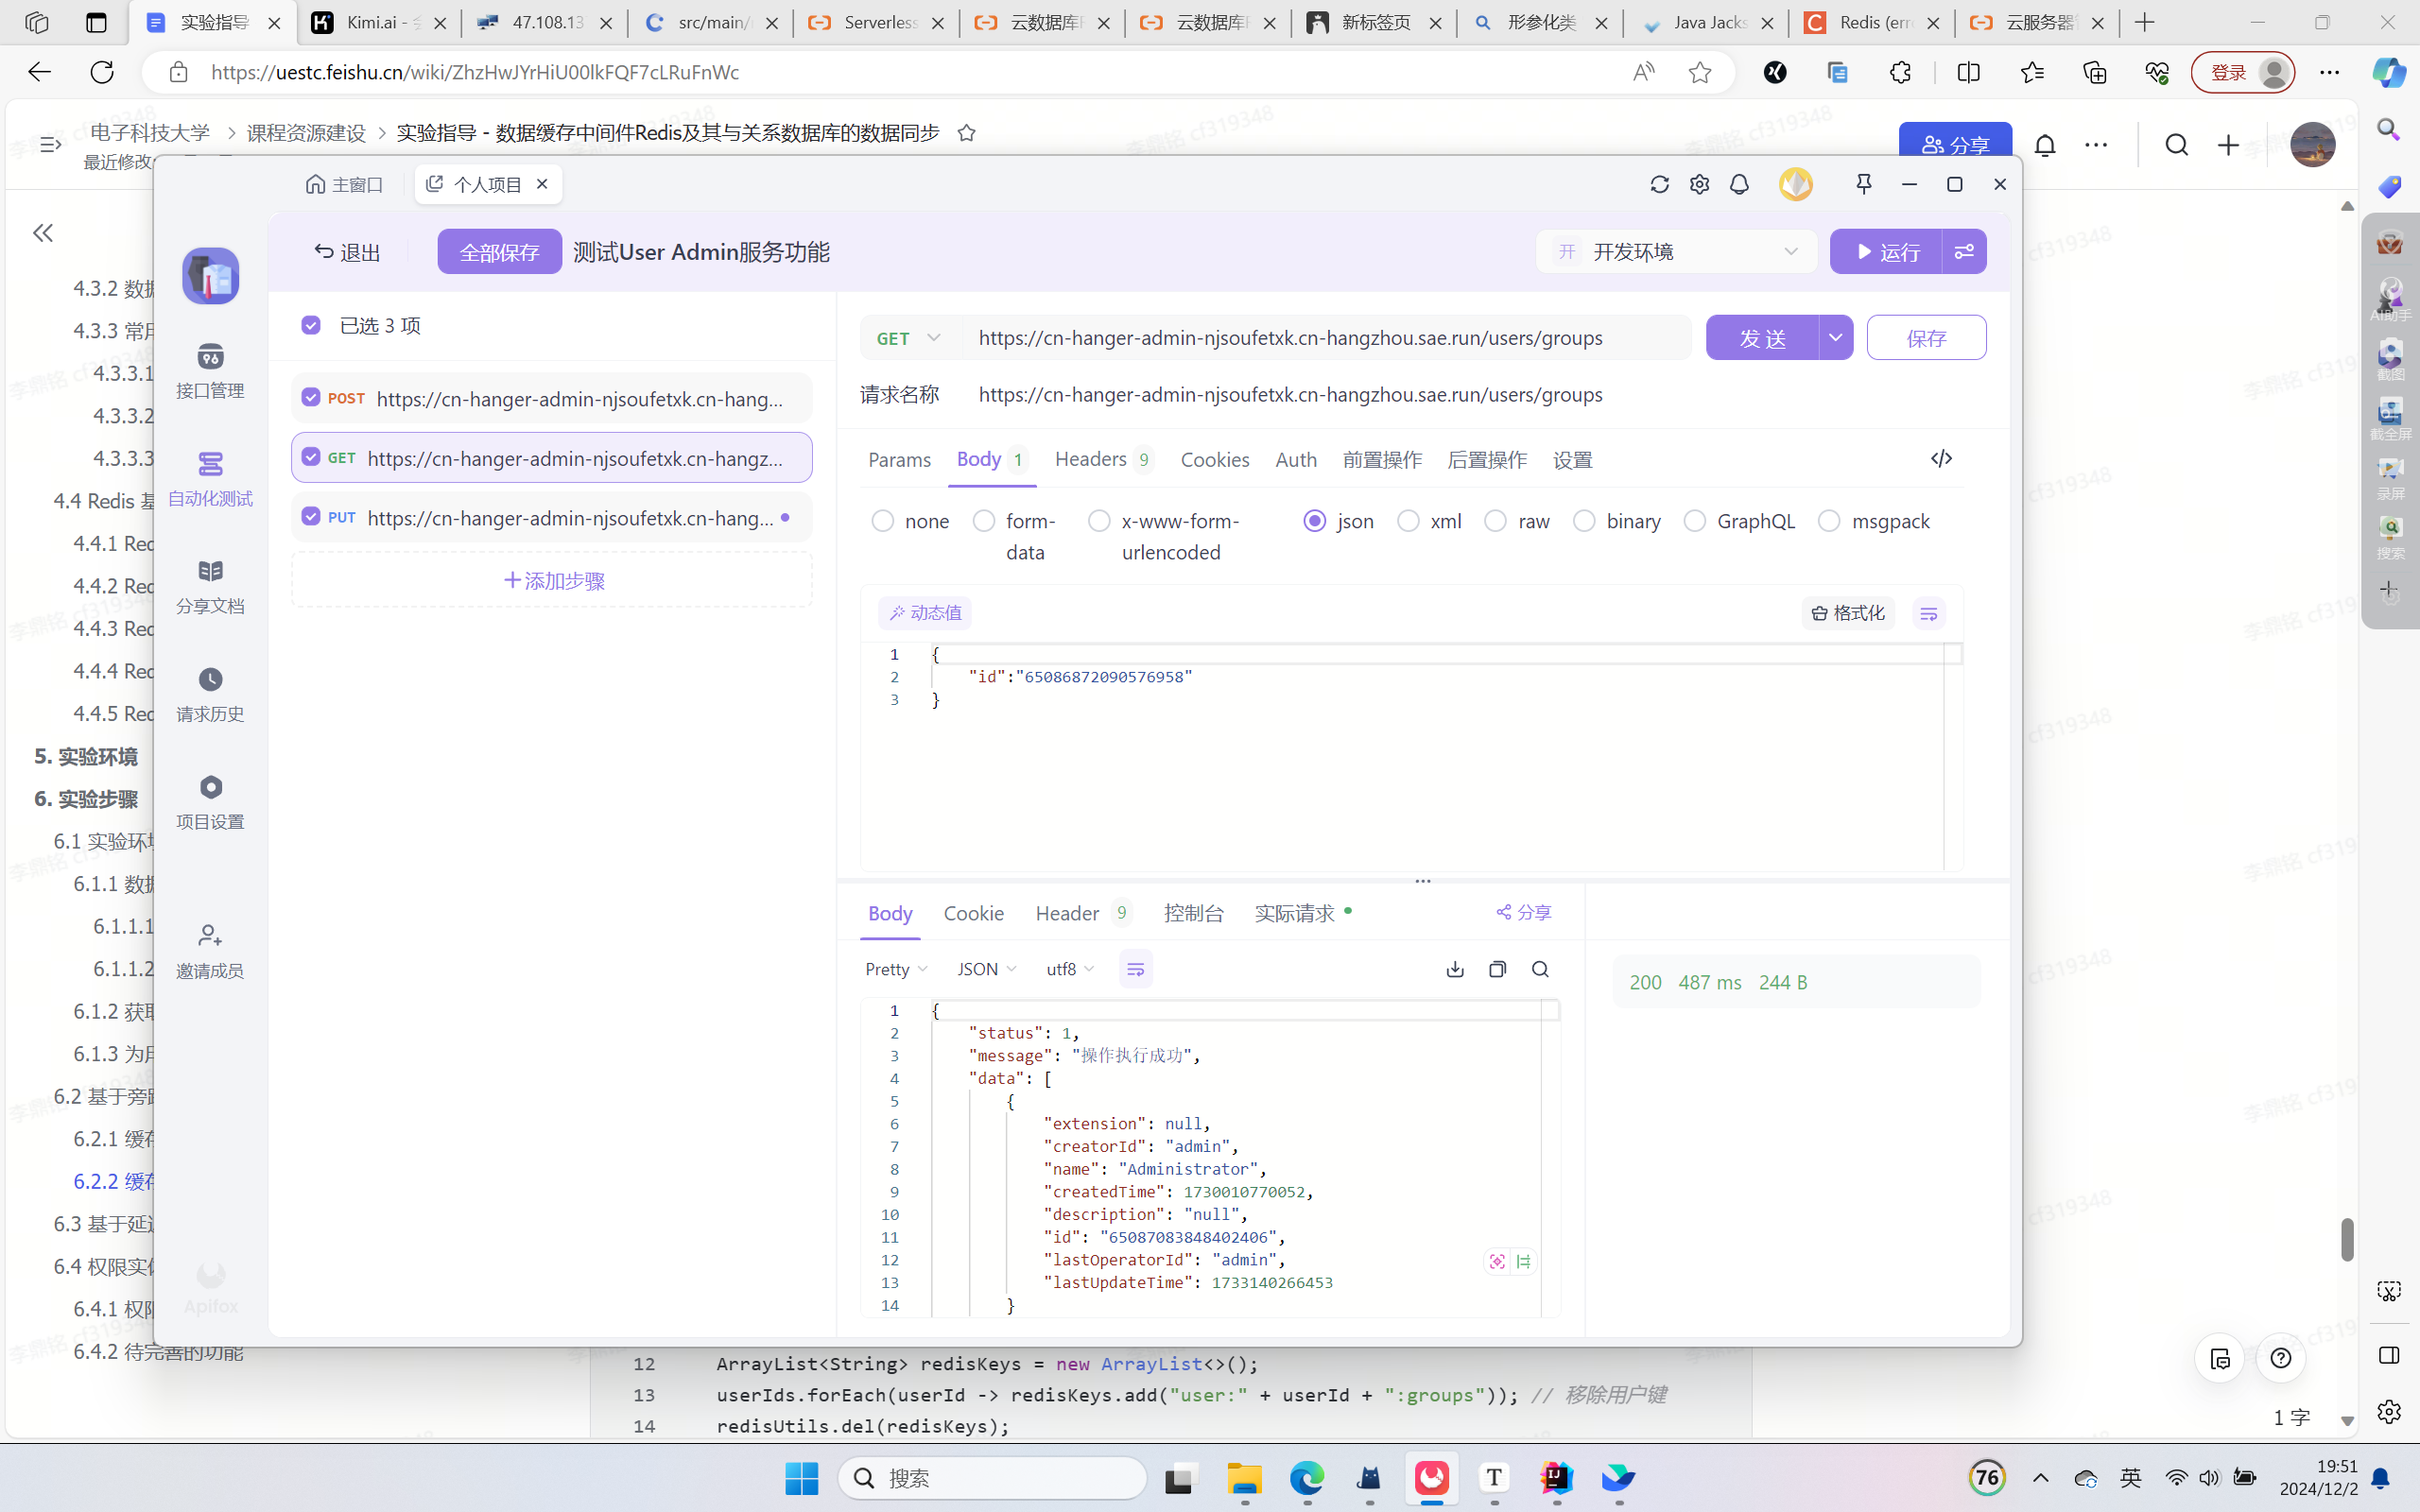 实验指导
Kimi.ai -
47.108.13
src/main/
Serverless
云数据库
云数据库
新标签页
形参化类
Java Jacks
Redis (err
云服务器
https://uestc.feishu.cn/wiki/ZhzHwJYrHiU00lkFQF7cLRuFnWc
登录
电子科技大学
课程资源建设
实验指导 - 数据缓存中间件Redis及其与关系数据库的数据同步
最近修改
分享
主窗口
个人项目
退出
全部保存
测试User Admin服务功能
开 开发环境
运行
4.3.2 数据
4.3.3 常用
4.3.3.1
4.3.3.2
4.3.3.3
4.4 Redis 基
4.4.1 Red
4.4.2 Red
4.4.3 Red
4.4.4 Red
4.4.5 Red
5. 实验环境
6. 实验步骤
6.1 实验环境
6.1.1 数据
6.1.1.1
6.1.1.2
6.1.2 获取
6.1.3 为用
6.2 基于旁路
6.2.1 缓存
6.2.2 缓存
6.3 基于延迟
6.4 权限实体
6.4.1 权限
6.4.2 待完善的功能
接口管理
自动化测试
分享文档
请求历史
项目设置
邀请成员
Apifox
已选 3 项
POST https://cn-hanger-admin-njsoufetxk.cn-hang...
GET https://cn-hanger-admin-njsoufetxk.cn-hangz...
PUT https://cn-hanger-admin-njsoufetxk.cn-hang...
添加步骤
GET https://cn-hanger-admin-njsoufetxk.cn-hangzhou.sae.run/users/groups
发 送
保存
请求名称 https://cn-hanger-admin-njsoufetxk.cn-hangzhou.sae.run/users/groups
Params Body 1 Headers 9 Cookies Auth 前置操作 后置操作 设置
none form-data x-www-form-urlencoded json xml raw binary GraphQL msgpack
动态值
格式化
1 {
2 "id":"65086872090576958"
3 }
Body Cookie Header 9 控制台 实际请求
分享
Pretty JSON utf8
200 487 ms 244 B
1 {
2 "status": 1,
3 "message": "操作执行成功",
4 "data": [
5 {
6 "extension": null,
7 "creatorId": "admin",
8 "name": "Administrator",
9 "createdTime": 1730010770052,
10 "description": "null",
11 "id": "65087083848402406",
12 "lastOperatorId": "admin",
13 "lastUpdateTime": 1733140266453
14 }
12 ArrayList<String> redisKeys = new ArrayList<>();
13 userIds.forEach(userId -> redisKeys.add("user:" + userId + ":groups")); // 移除用户键
14 redisUtils.del(redisKeys);
1 字
AI助手
截图
截全屏
录屏
搜索
李鼎铭 cf319348
搜索
76
英
19:51
2024/12/2